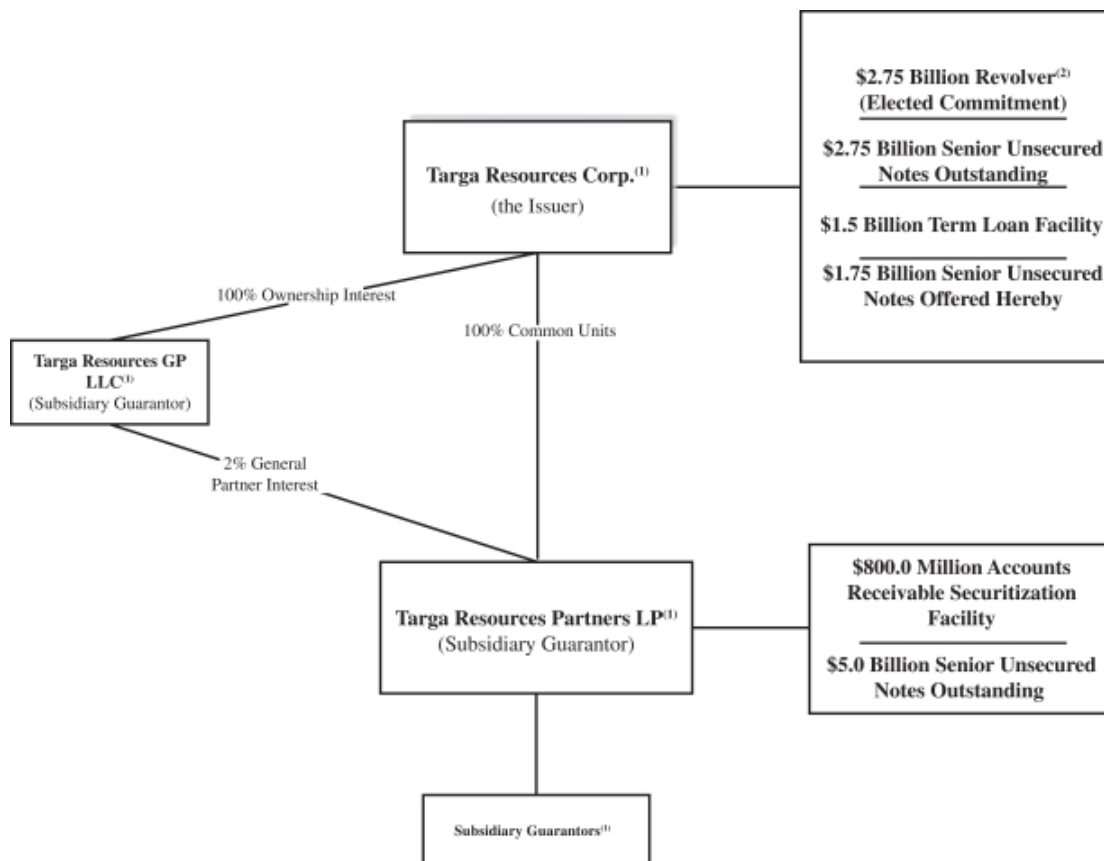 $2.75 Billion Revolver(2)
(Elected Commitment)
$2.75 Billion Senior Unsecured
Notes Outstanding
$1.5 Billion Term Loan Facility
$1.75 Billion Senior Unsecured
Notes Offered Hereby
Targa Resources Corp.(1)
(the Issuer)
100% Ownership Interest
100% Common Units
Targa Resources GP
LLC(1)
(Subsidiary Guarantor)
2% General
Partner Interest
Targa Resources Partners LP(1)
(Subsidiary Guarantor)
$800.0 Million Accounts
Receivable Securitization
Facility
$5.0 Billion Senior Unsecured
Notes Outstanding
Subsidiary Guarantors(1)